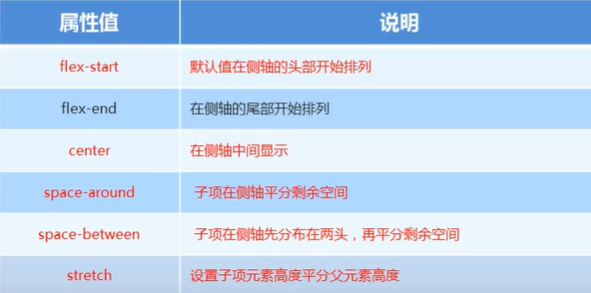 属性值 说明
flex-start 默认值在侧轴的头部开始排列
flex-end 在侧轴的尾部开始排列
center 在侧轴中间显示
space-around 子项在侧轴平分剩余空间
space-between 子项在侧轴先分布在两头，再平分剩余空间
stretch 设置子项元素高度平分父元素高度